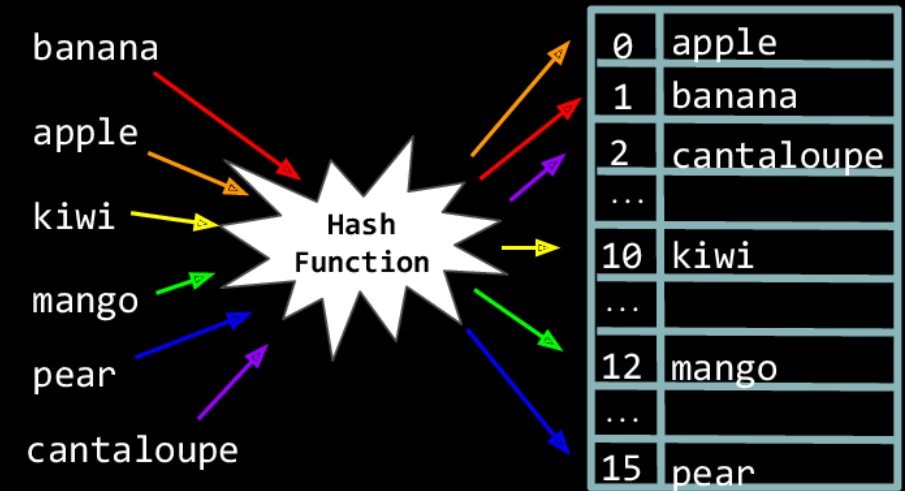 banana
apple
kiwi
mango
pear
cantaloupe
Hash
Function
0 apple
1 banana
2 cantaloupe
...
10 kiwi
...
12 mango
...
15 pear